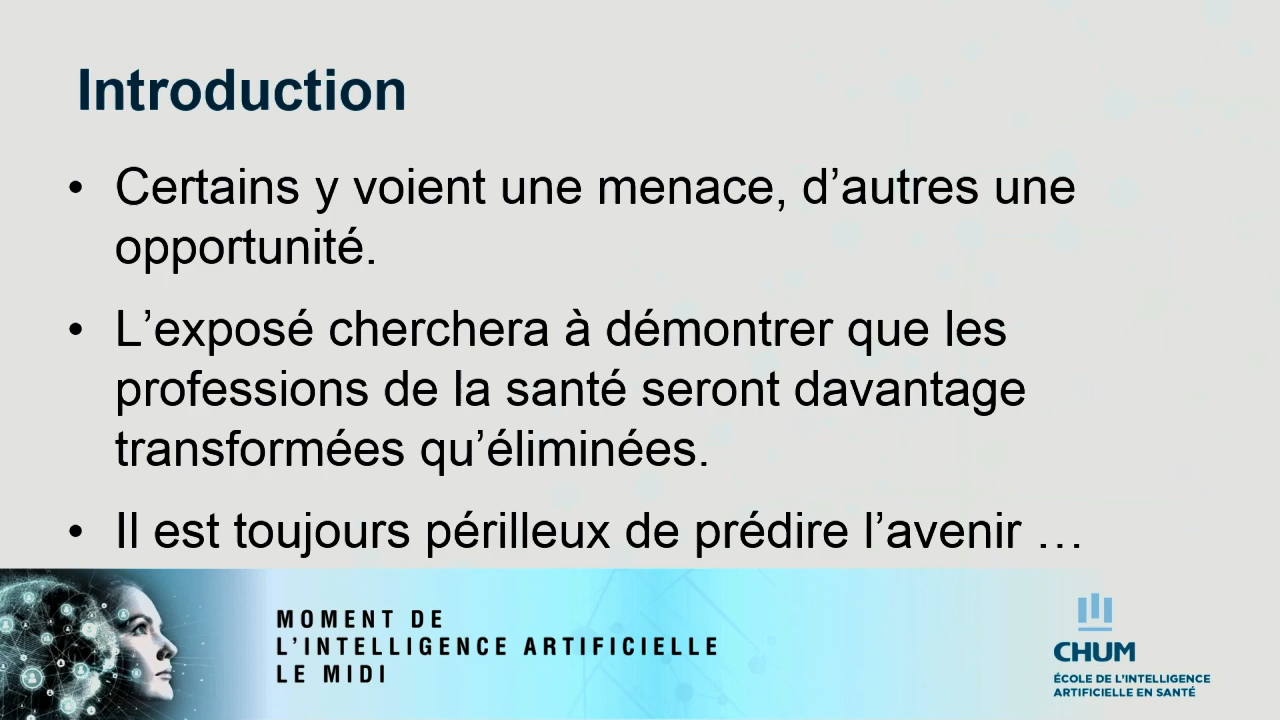 Introduction
• Certains y voient une menace, d’autres une
opportunité.
• L’exposé cherchera à démontrer que les
professions de la santé seront davantage
transformées qu’éliminées.
• Il est toujours périlleux de prédire l’avenir …
MOMENT DE
L’INTELLIGENCE ARTIFICIELLE
LE MIDI
CHUM
ÉCOLE DE L’INTELLIGENCE
ARTIFICIELLE EN SANTÉ